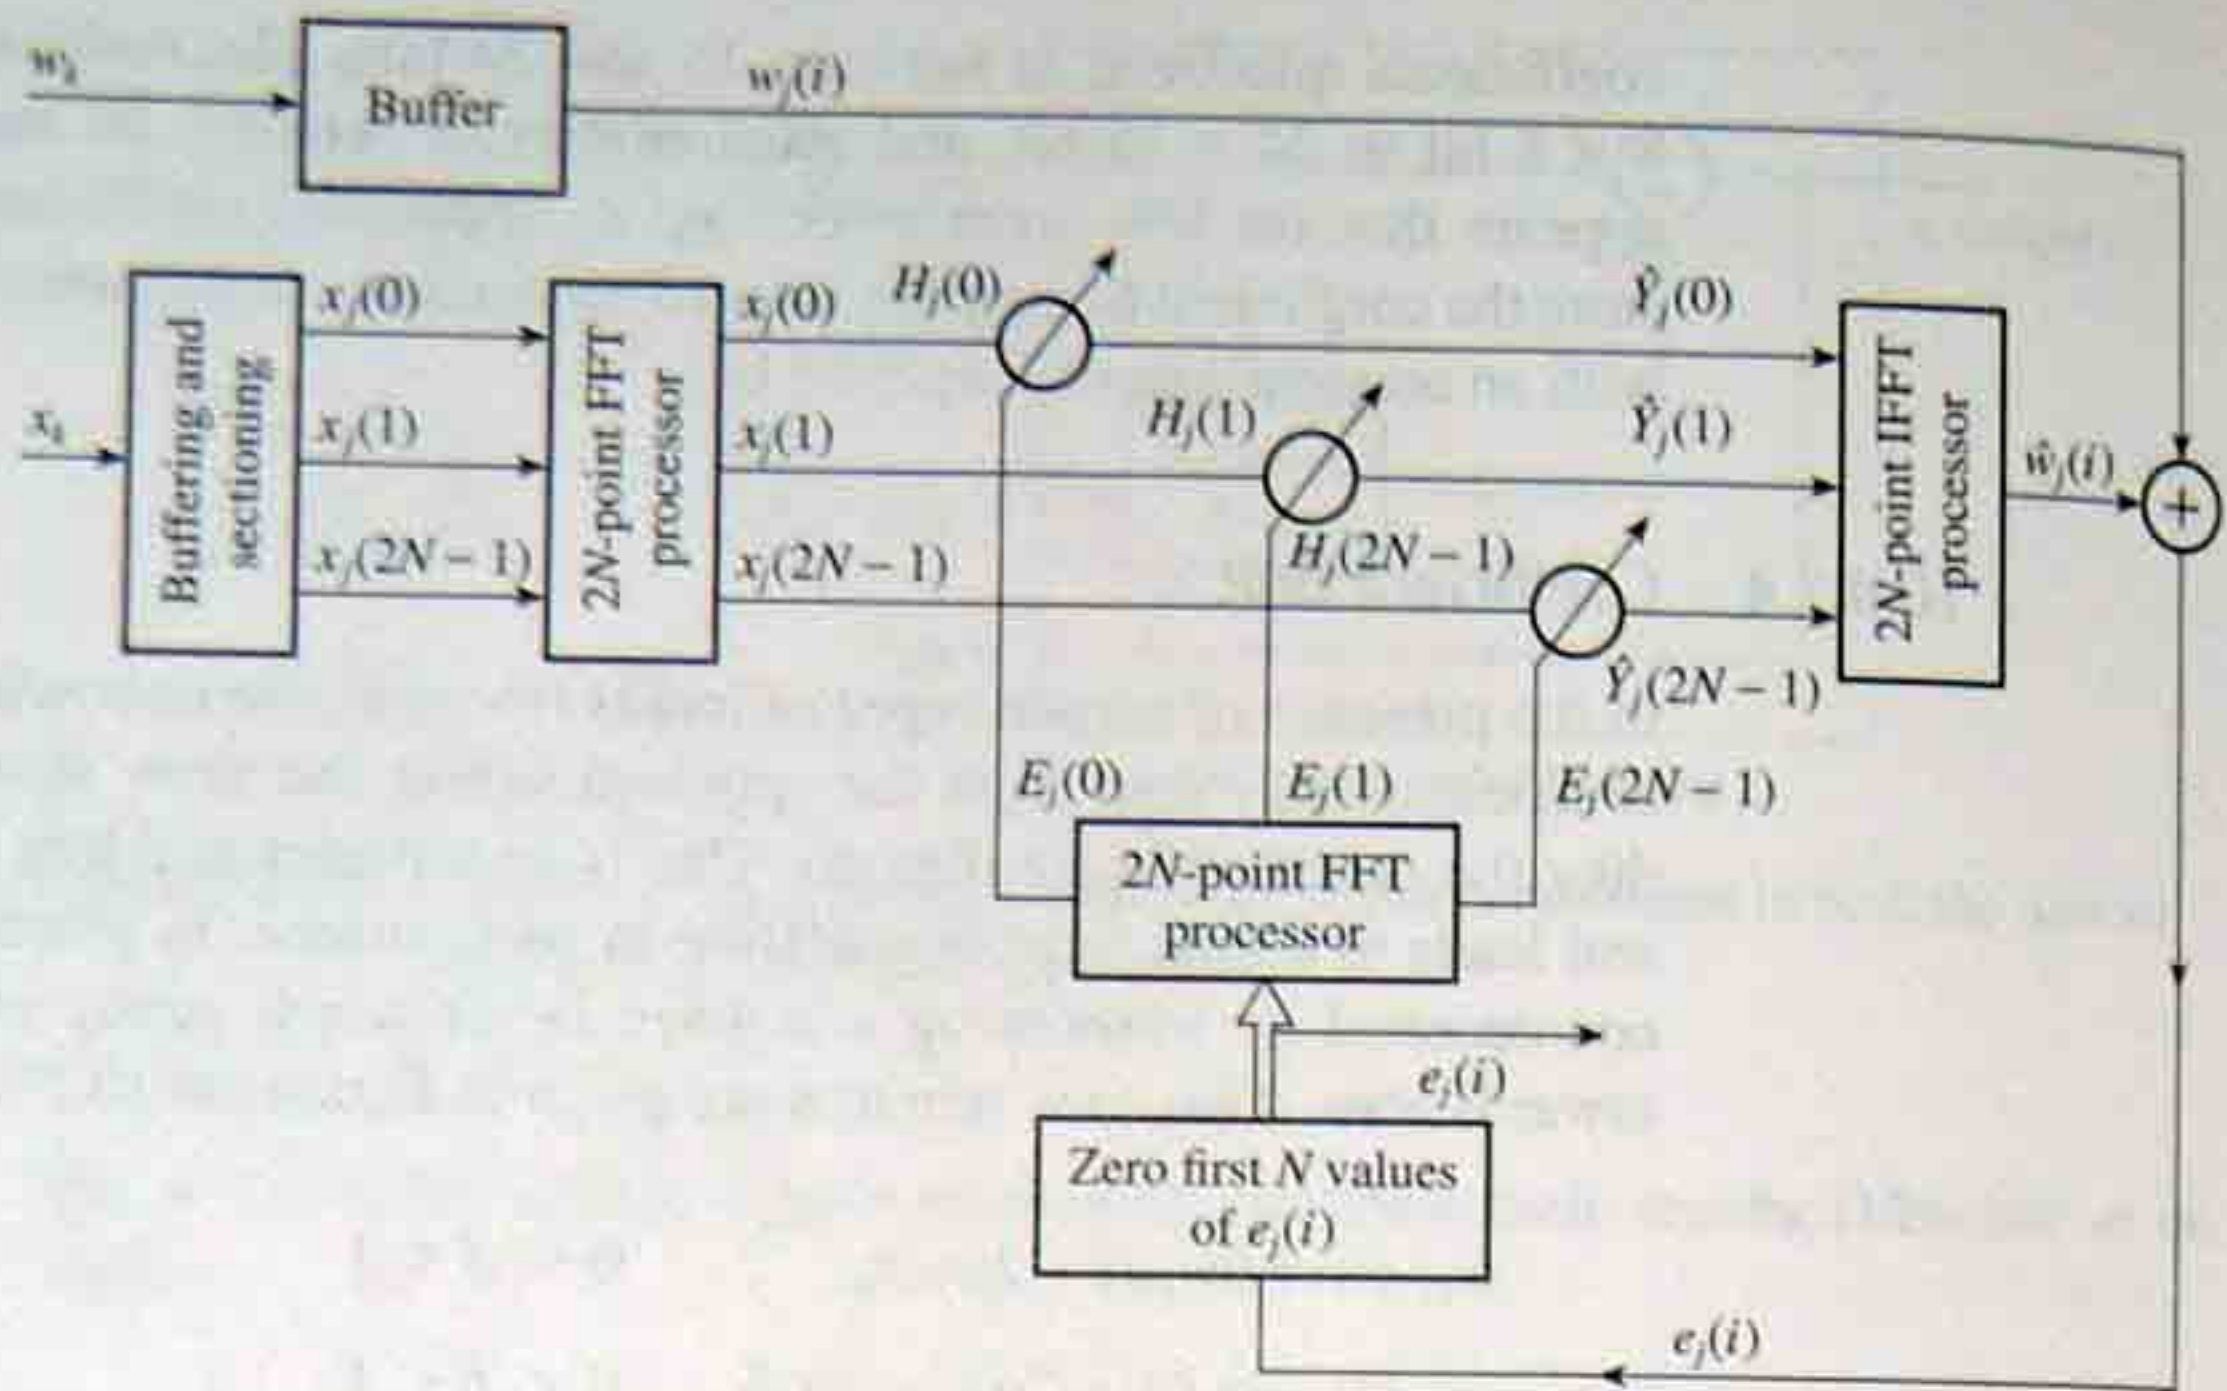 w_k
Buffer
w_j(i)
x_k
Buffering and
sectioning
x_j(0)
x_j(1)
x_j(2N – 1)
2N-point FFT
processor
x_j(0)
x_j(1)
x_j(2N – 1)
H_j(0)
H_j(1)
H_j(2N – 1)
Ŷ_j(0)
Ŷ_j(1)
Ŷ_j(2N – 1)
2N-point IFFT
processor
ŵ_j(i)
+
E_j(0)
E_j(1)
E_j(2N – 1)
2N-point FFT
processor
e_j(i)
Zero first N values
of e_j(i)
e_j(i)